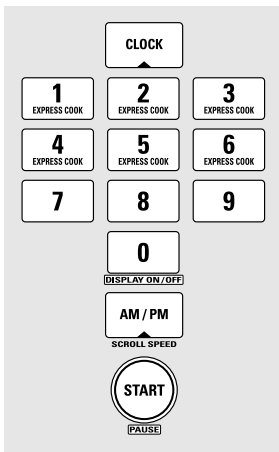 CLOCK
1 2 3
EXPRESS COOK EXPRESS COOK EXPRESS COOK
4 5 6
EXPRESS COOK EXPRESS COOK EXPRESS COOK
7 8 9
0
DISPLAY ON/OFF
AM / PM
SCROLL SPEED
START
PAUSE